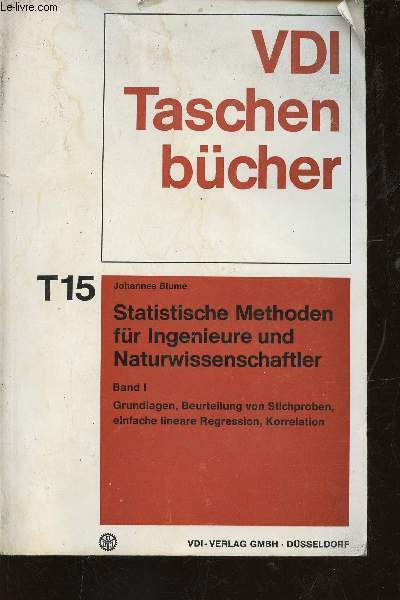 Le-livre.com
VDI
Taschen
bücher
T15
Johannes Blume
Statistische Methoden
für Ingenieure und
Naturwissenschaftler
Band I
Grundlagen, Beurteilung von Stichproben,
einfache lineare Regression, Korrelation
VDI-VERLAG GMBH · DÜSSELDORF